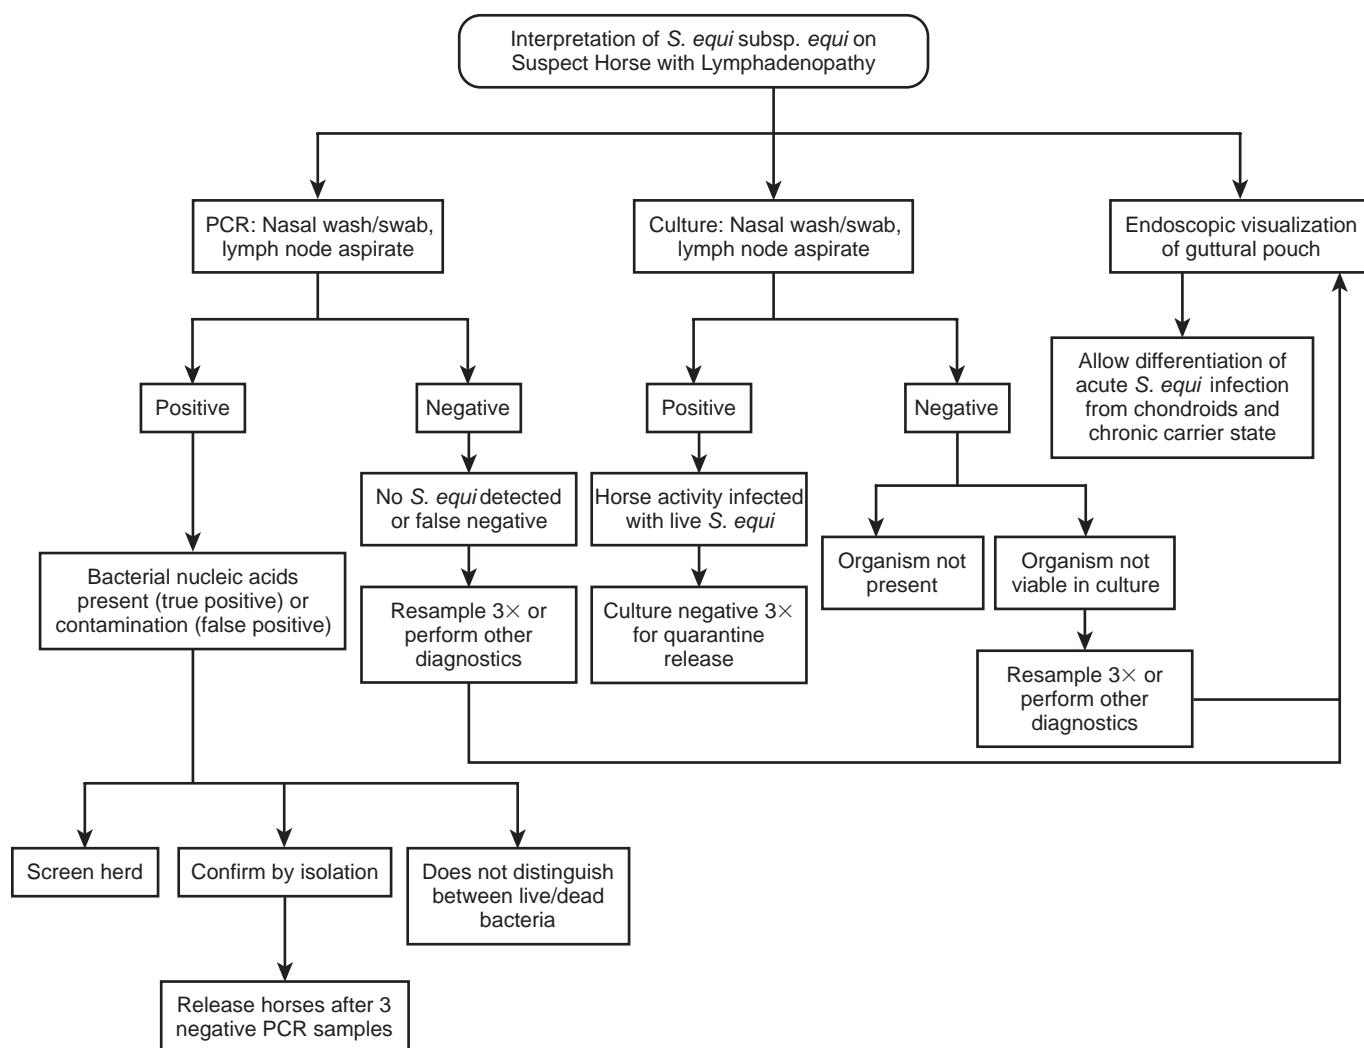 Interpretation of S. equi subsp. equi on
Suspect Horse with Lymphadenopathy
PCR: Nasal wash/swab,
lymph node aspirate
Culture: Nasal wash/swab,
lymph node aspirate
Endoscopic visualization
of guttural pouch
Positive
Negative
Positive
Negative
Allow differentiation of
acute S. equi infection
from chondroids and
chronic carrier state
No S. equi detected
or false negative
Horse activity infected
with live S. equi
Organism not
present
Organism not
viable in culture
Bacterial nucleic acids
present (true positive) or
contamination (false positive)
Resample 3× or
perform other
diagnostics
Culture negative 3×
for quarantine
release
Resample 3× or
perform other
diagnostics
Screen herd
Confirm by isolation
Does not distinguish
between live/dead
bacteria
Release horses after 3
negative PCR samples